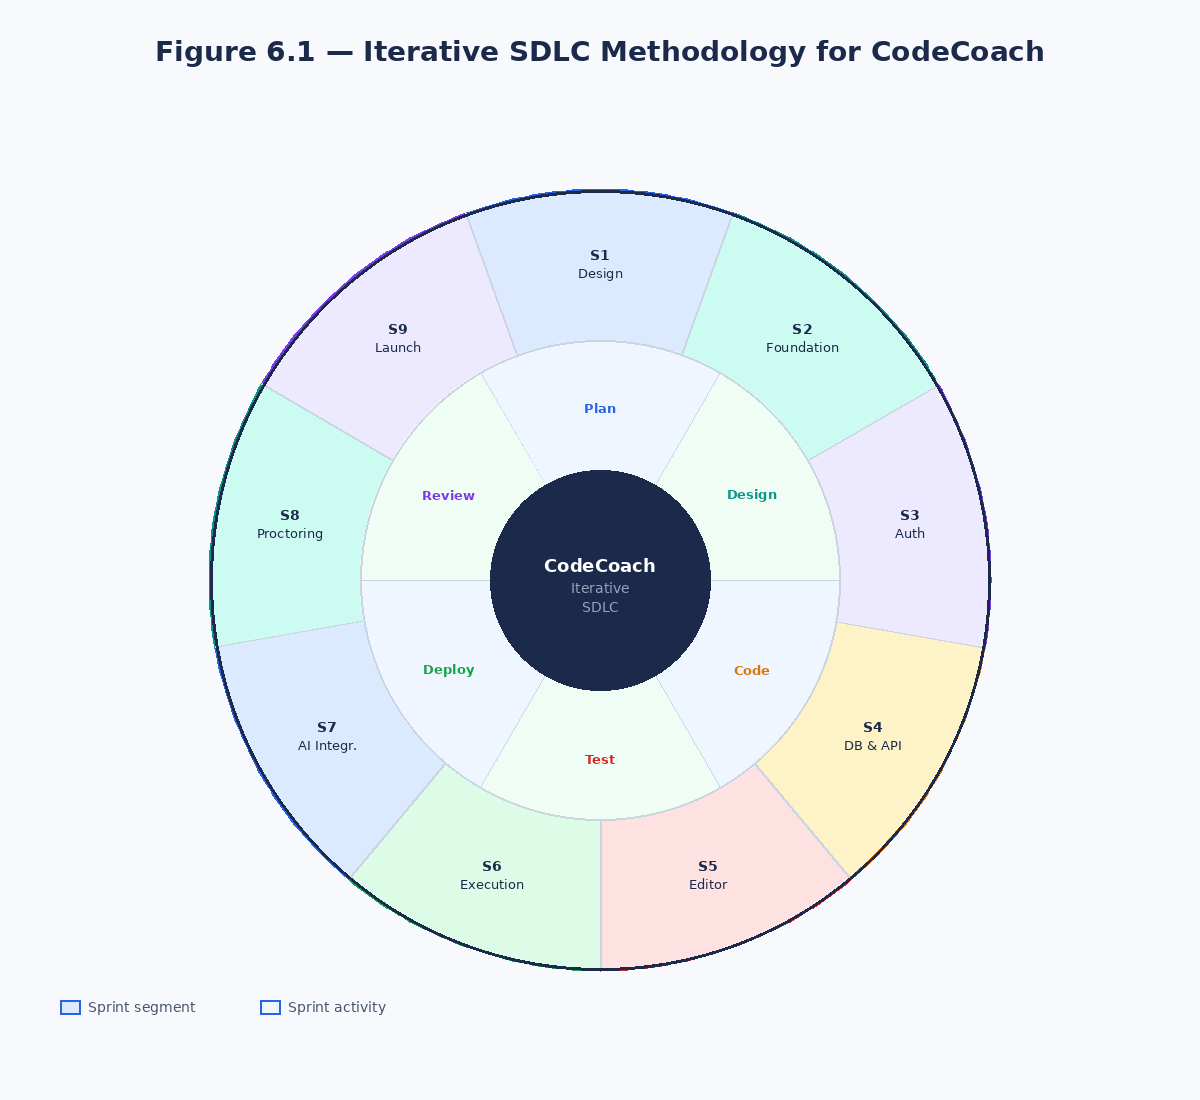 Figure 6.1 — Iterative SDLC Methodology for CodeCoach
S1
Design
S2
Foundation
S3
Auth
S4
DB & API
S5
Editor
S6
Execution
S7
AI Integr.
S8
Proctoring
S9
Launch
Plan
Design
Code
Test
Deploy
Review
CodeCoach
Iterative
SDLC
Sprint segment
Sprint activity